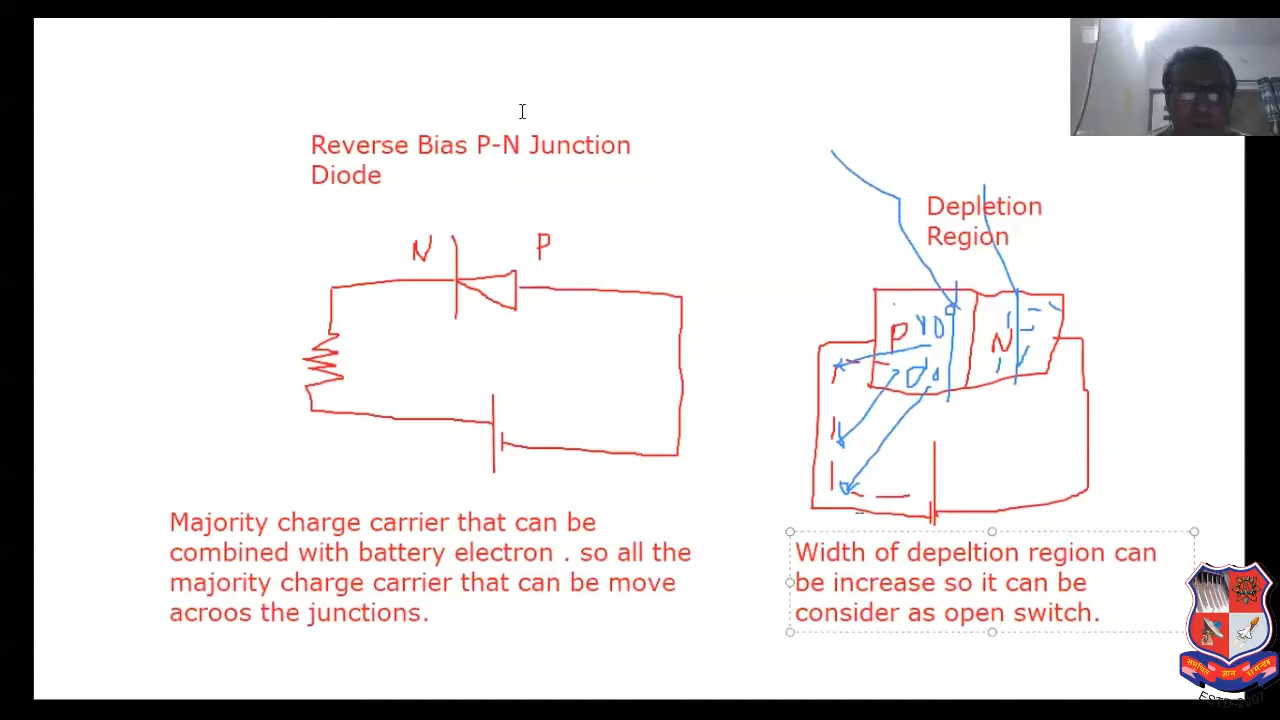 Reverse Bias P-N Junction
Diode
N P
Depletion
Region
P N
Majority charge carrier that can be
combined with battery electron . so all the
majority charge carrier that can be move
acroos the junctions.
Width of depeltion region can
be increase so it can be
consider as open switch.
ESTD-2007